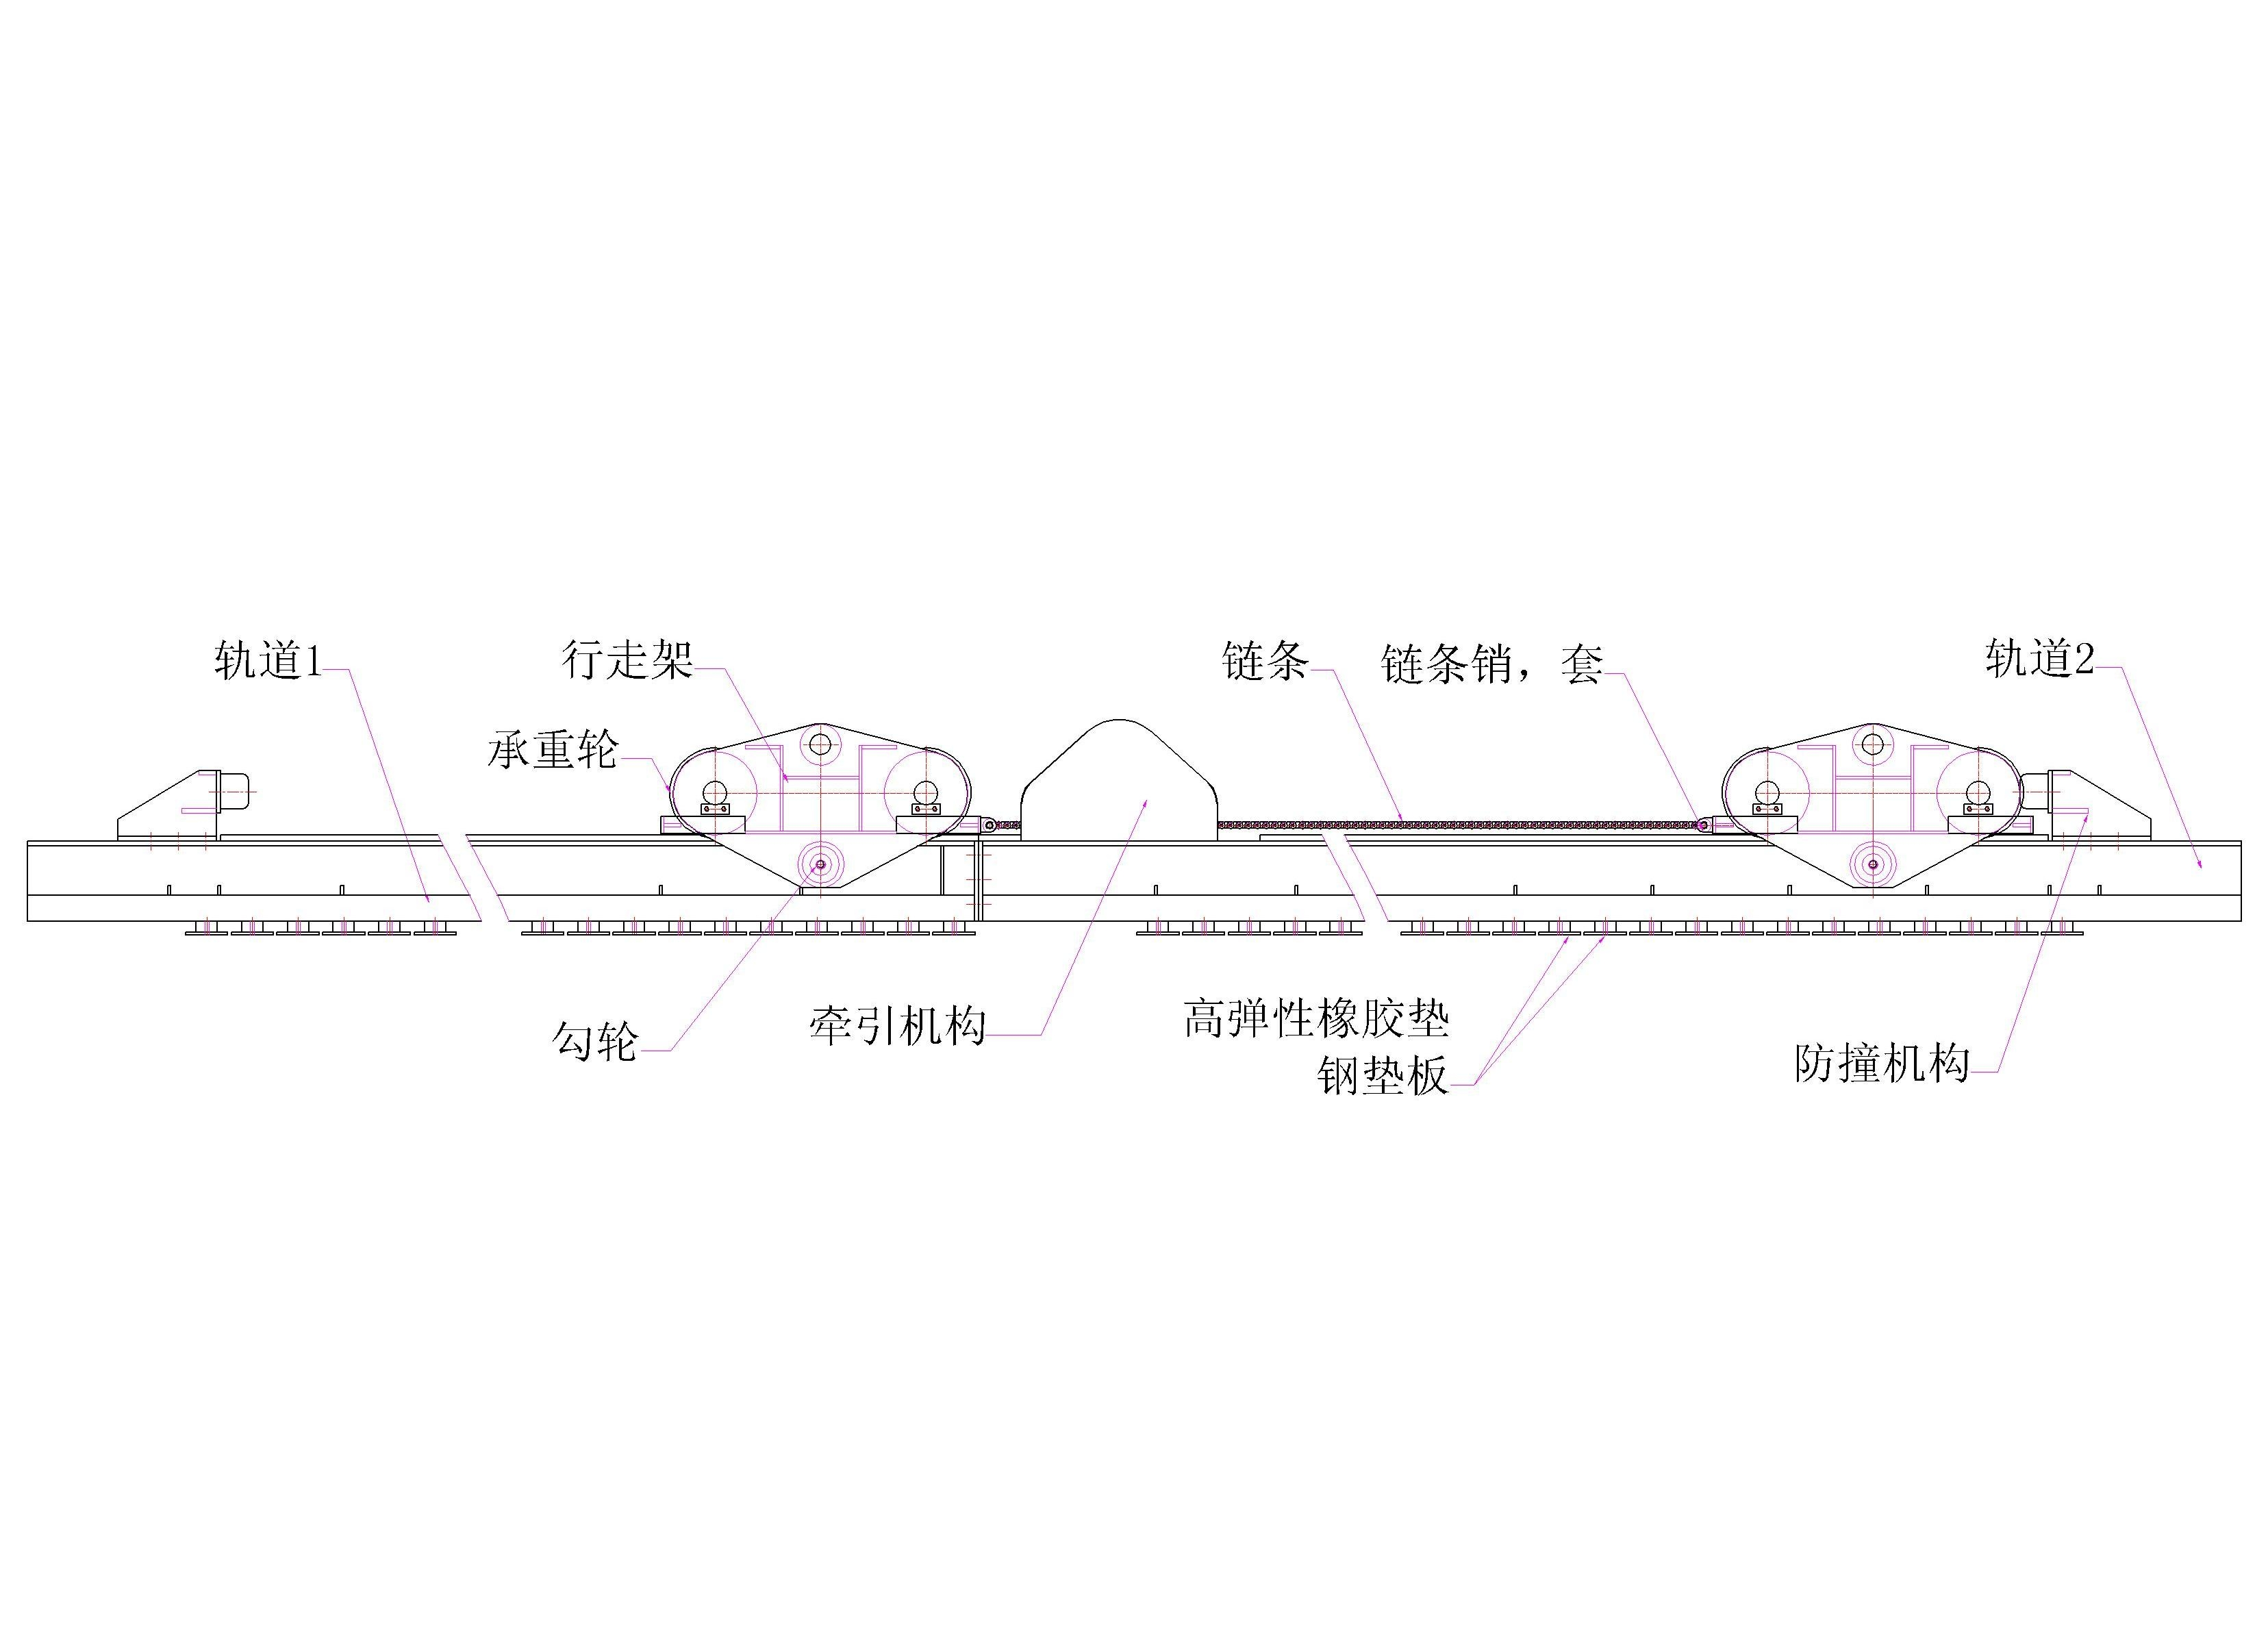 轨道1
行走架
链条
链条销，套
轨道2
承重轮
勾轮
牵引机构
高弹性橡胶垫
钢垫板
防撞机构